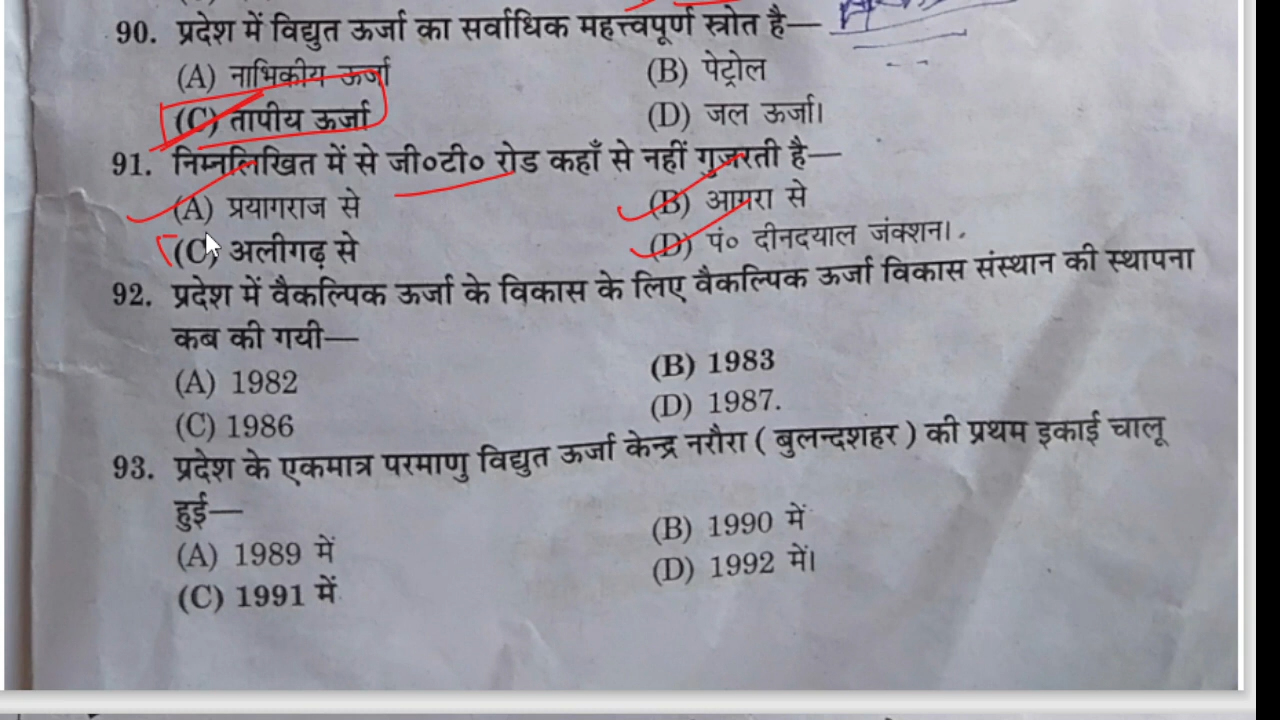 90. प्रदेश में विद्युत ऊर्जा का सर्वाधिक महत्त्वपूर्ण स्त्रोत है—
(A) नाभिकीय ऊर्जा (B) पेट्रोल
(C) तापीय ऊर्जा (D) जल ऊर्जा।
91. निम्नलिखित में से जी०टी० रोड कहाँ से नहीं गुजरती है—
(A) प्रयागराज से (B) आगरा से
(C) अलीगढ़ से (D) पं० दीनदयाल जंक्शन।
92. प्रदेश में वैकल्पिक ऊर्जा के विकास के लिए वैकल्पिक ऊर्जा विकास संस्थान की स्थापना
कब की गयी—
(A) 1982 (B) 1983
(C) 1986 (D) 1987.
93. प्रदेश के एकमात्र परमाणु विद्युत ऊर्जा केन्द्र नरौरा ( बुलन्दशहर ) की प्रथम इकाई चालू
हुई—
(A) 1989 में (B) 1990 में
(C) 1991 में (D) 1992 में।